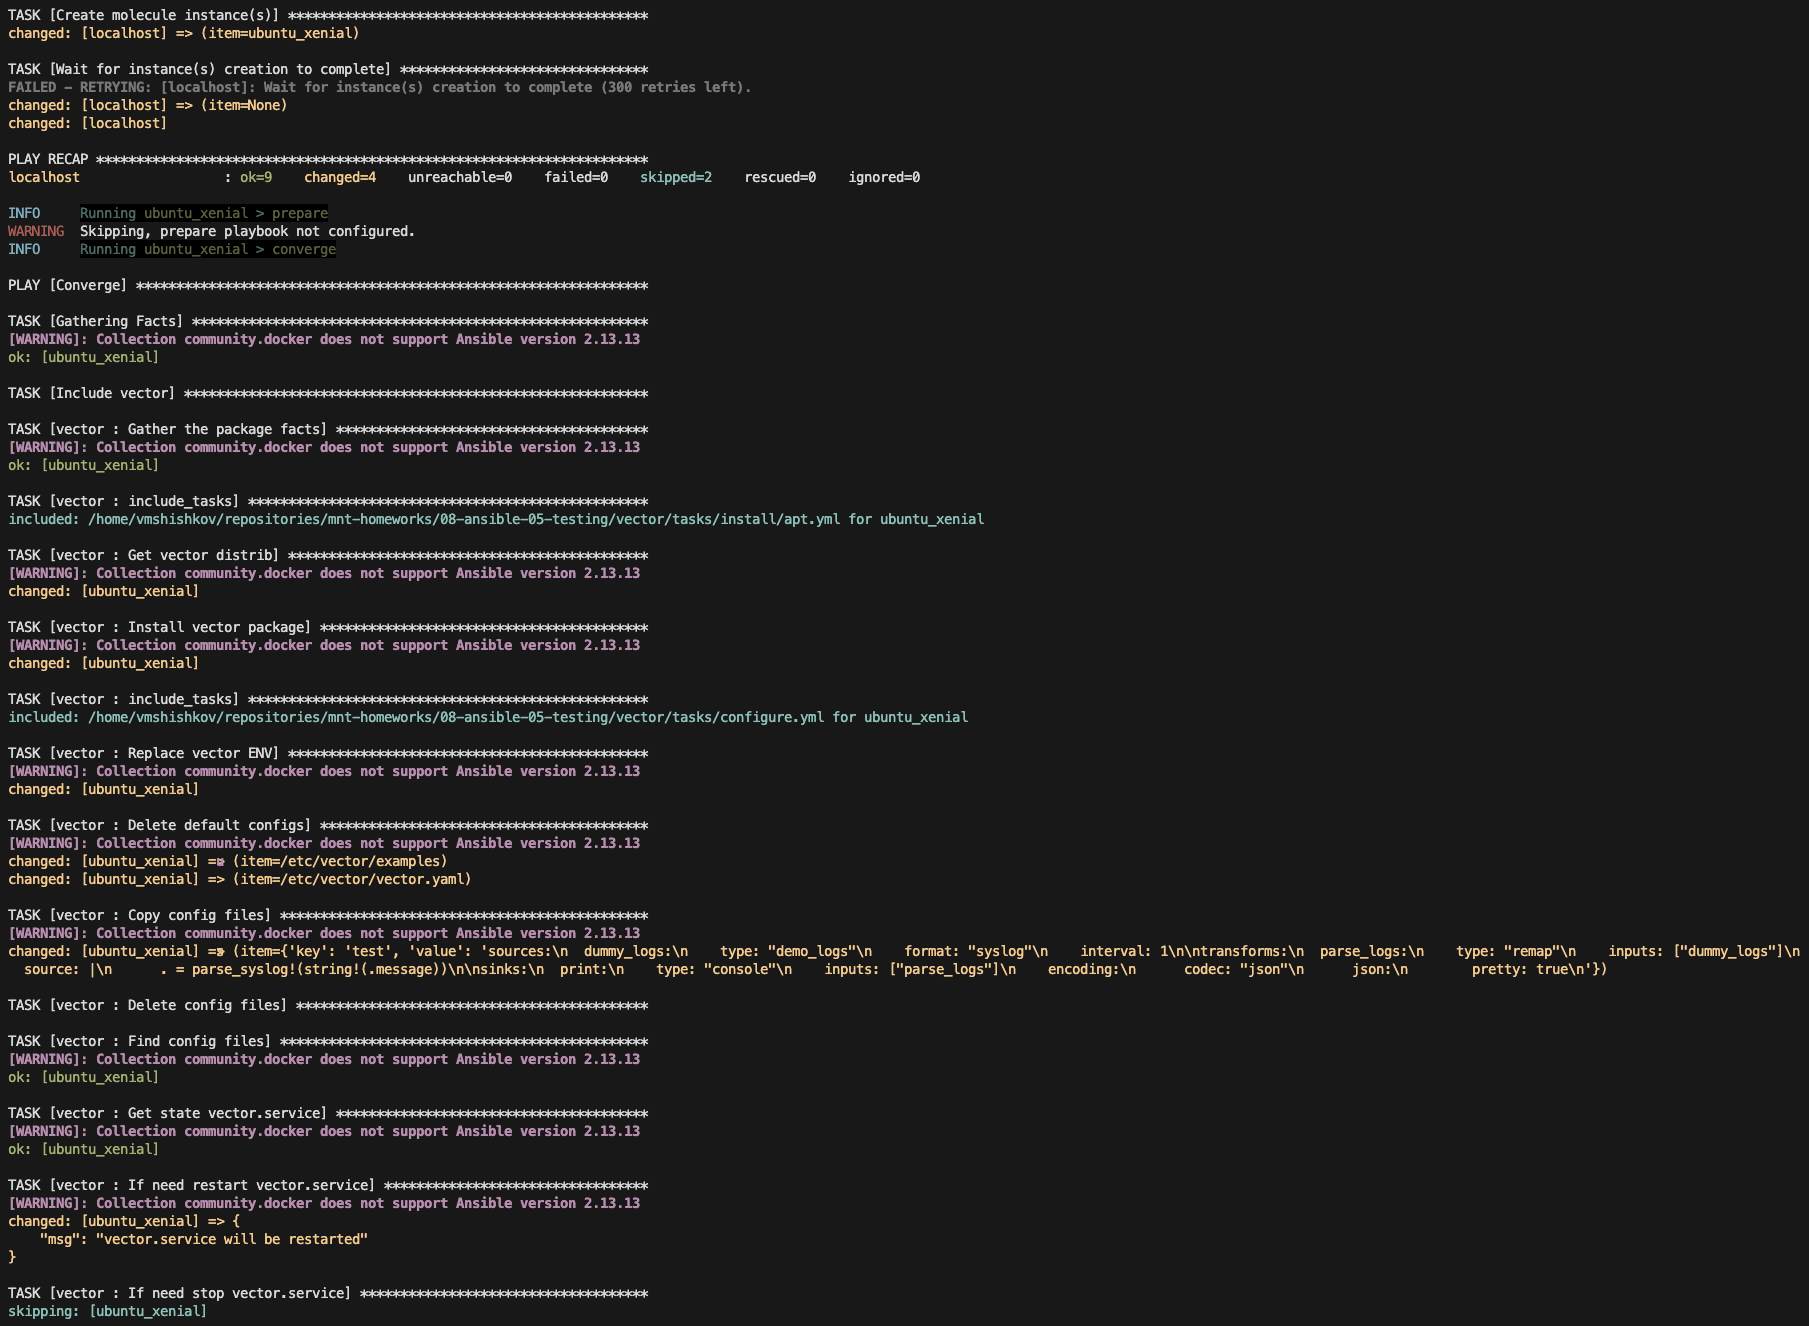 TASK [Create molecule instance(s)] *********************************************
changed: [localhost] => (item=ubuntu_xenial)
TASK [Wait for instance(s) creation to complete] *******************************
FAILED - RETRYING: [localhost]: Wait for instance(s) creation to complete (300 retries left).
changed: [localhost] => (item=None)
changed: [localhost]
PLAY RECAP *********************************************************************
localhost                  : ok=9    changed=4    unreachable=0    failed=0    skipped=2    rescued=0    ignored=0
INFO     Running ubuntu_xenial > prepare
WARNING  Skipping, prepare playbook not configured.
INFO     Running ubuntu_xenial > converge
PLAY [Converge] ****************************************************************
TASK [Gathering Facts] *********************************************************
[WARNING]: Collection community.docker does not support Ansible version 2.13.13
ok: [ubuntu_xenial]
TASK [Include vector] **********************************************************
TASK [vector : Gather the package facts] ***************************************
[WARNING]: Collection community.docker does not support Ansible version 2.13.13
ok: [ubuntu_xenial]
TASK [vector : include_tasks] **************************************************
included: /home/vmshishkov/repositories/mnt-homeworks/08-ansible-05-testing/vector/tasks/install/apt.yml for ubuntu_xenial
TASK [vector : Get vector distrib] *********************************************
[WARNING]: Collection community.docker does not support Ansible version 2.13.13
changed: [ubuntu_xenial]
TASK [vector : Install vector package] *****************************************
[WARNING]: Collection community.docker does not support Ansible version 2.13.13
changed: [ubuntu_xenial]
TASK [vector : include_tasks] **************************************************
included: /home/vmshishkov/repositories/mnt-homeworks/08-ansible-05-testing/vector/tasks/configure.yml for ubuntu_xenial
TASK [vector : Replace vector ENV] *********************************************
[WARNING]: Collection community.docker does not support Ansible version 2.13.13
changed: [ubuntu_xenial]
TASK [vector : Delete default configs] *****************************************
[WARNING]: Collection community.docker does not support Ansible version 2.13.13
changed: [ubuntu_xenial] => (item=/etc/vector/examples)
changed: [ubuntu_xenial] => (item=/etc/vector/vector.yaml)
TASK [vector : Copy config files] **********************************************
[WARNING]: Collection community.docker does not support Ansible version 2.13.13
changed: [ubuntu_xenial] => (item={'key': 'test', 'value': 'sources:\n  dummy_logs:\n    type: "demo_logs"\n    format: "syslog"\n    interval: 1\n\ntransforms:\n  parse_logs:\n    type: "remap"\n    inputs: ["dummy_logs"]\n
  source: |\n      . = parse_syslog!(string!(.message))\n\nsinks:\n  print:\n    type: "console"\n    inputs: ["parse_logs"]\n    encoding:\n      codec: "json"\n      json:\n        pretty: true\n'})
TASK [vector : Delete config files] ********************************************
TASK [vector : Find config files] **********************************************
[WARNING]: Collection community.docker does not support Ansible version 2.13.13
ok: [ubuntu_xenial]
TASK [vector : Get state vector.service] ***************************************
[WARNING]: Collection community.docker does not support Ansible version 2.13.13
ok: [ubuntu_xenial]
TASK [vector : If need restart vector.service] *********************************
[WARNING]: Collection community.docker does not support Ansible version 2.13.13
changed: [ubuntu_xenial] => {
    "msg": "vector.service will be restarted"
}
TASK [vector : If need stop vector.service] ************************************
skipping: [ubuntu_xenial]